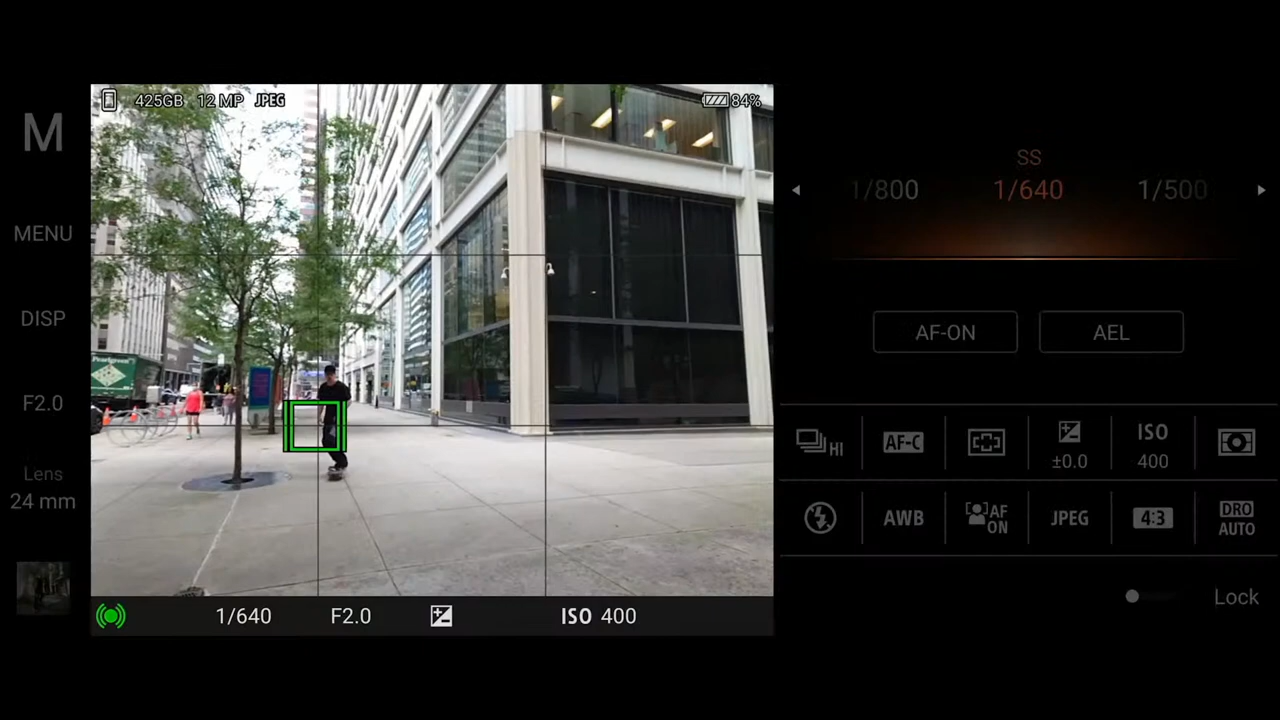 425GB 12 MP JPEG 84%
M
MENU
DISP
F2.0
Lens
24 mm
SS
1/800 1/640 1/500
AF-ON AEL
HI AF-C ±0.0 ISO 400
AWB AF ON JPEG 4:3 DRO AUTO
Lock
1/640 F2.0 ISO 400
Pearlgreen